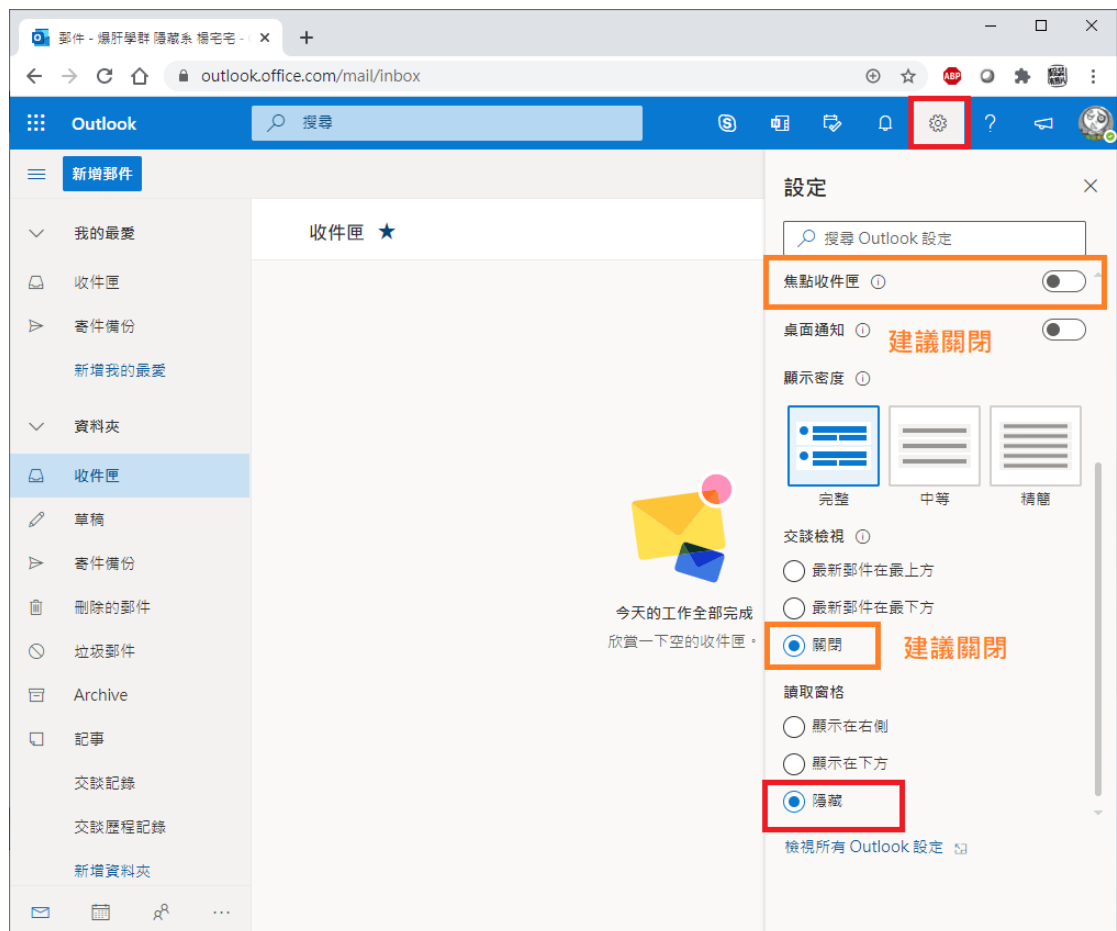 郵件 - 爆肝學群 隱藏系 楊宅宅 -
outlook.office.com/mail/inbox
ABP
Outlook
搜尋
新增郵件
我的最愛
收件匣
寄件備份
新增我的最愛
資料夾
收件匣
草稿
寄件備份
刪除的郵件
垃圾郵件
Archive
記事
交談記錄
交談歷程記錄
新增資料夾
收件匣
今天的工作全部完成
欣賞一下空的收件匣。
設定
搜尋 Outlook 設定
焦點收件匣
桌面通知
建議關閉
顯示密度
完整 中等 精簡
交談檢視
最新郵件在最上方
最新郵件在最下方
關閉 建議關閉
讀取窗格
顯示在右側
顯示在下方
隱藏
檢視所有 Outlook 設定